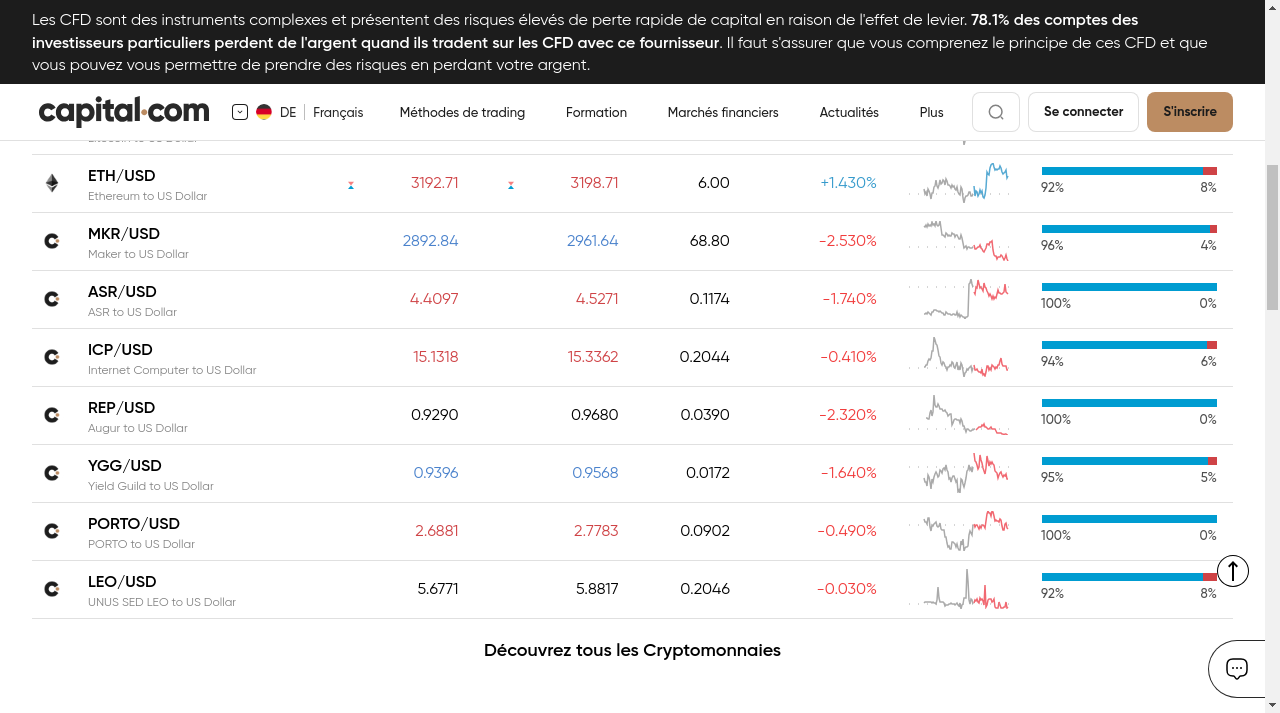 Les CFD sont des instruments complexes et présentent des risques élevés de perte rapide de capital en raison de l'effet de levier. 78.1% des comptes des
investisseurs particuliers perdent de l'argent quand ils tradent sur les CFD avec ce fournisseur. Il faut s'assurer que vous comprenez le principe de ces CFD et que
vous pouvez vous permettre de prendre des risques en perdant votre argent.
capital.com DE Français Méthodes de trading Formation Marchés financiers Actualités Plus Se connecter S'inscrire
ETH/USD 3192.71 3198.71 6.00 +1.430%
Ethereum to US Dollar 92% 8%
MKR/USD 2892.84 2961.64 68.80 -2.530%
Maker to US Dollar 96% 4%
ASR/USD 4.4097 4.5271 0.1174 -1.740%
ASR to US Dollar 100% 0%
ICP/USD 15.1318 15.3362 0.2044 -0.410%
Internet Computer to US Dollar 94% 6%
REP/USD 0.9290 0.9680 0.0390 -2.320%
Augur to US Dollar 100% 0%
YGG/USD 0.9396 0.9568 0.0172 -1.640%
Yield Guild to US Dollar 95% 5%
PORTO/USD 2.6881 2.7783 0.0902 -0.490%
PORTO to US Dollar 100% 0%
LEO/USD 5.6771 5.8817 0.2046 -0.030%
UNUS SED LEO to US Dollar 92% 8%
Découvrez tous les Cryptomonnaies